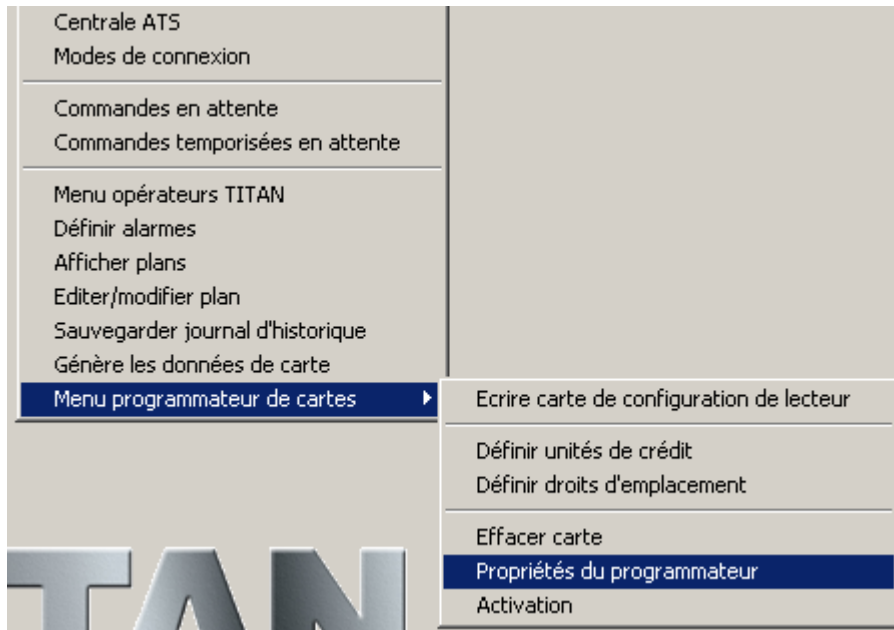 Centrale ATS
Modes de connexion
Commandes en attente
Commandes temporisées en attente
Menu opérateurs TITAN
Définir alarmes
Afficher plans
Editer/modifier plan
Sauvegarder journal d'historique
Génère les données de carte
Menu programmateur de cartes
Ecrire carte de configuration de lecteur
Définir unités de crédit
Définir droits d'emplacement
Effacer carte
Propriétés du programmateur
Activation
TAN